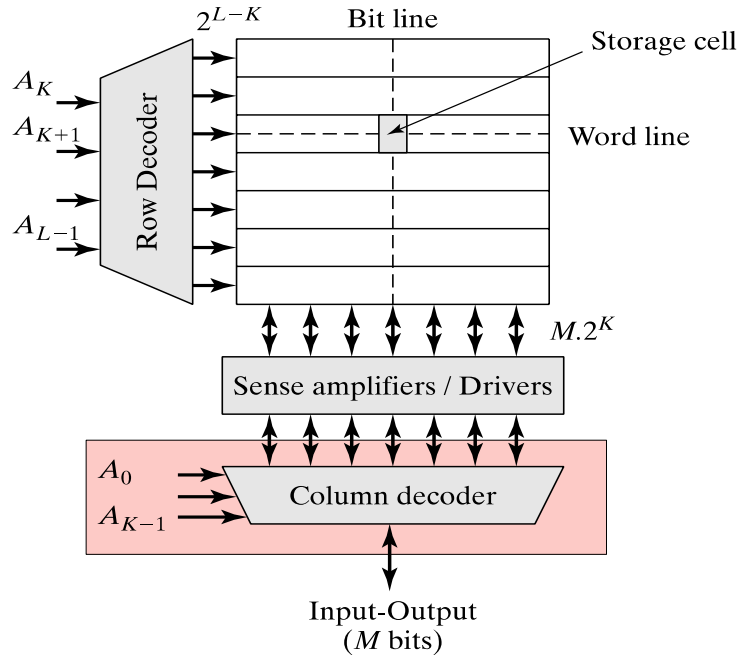 2^{L-K}
Bit line
Storage cell
A_K
A_{K+1}
A_{L-1}
Row Decoder
Word line
M.2^K
Sense amplifiers / Drivers
A_0
A_{K-1}
Column decoder
Input-Output
(M bits)